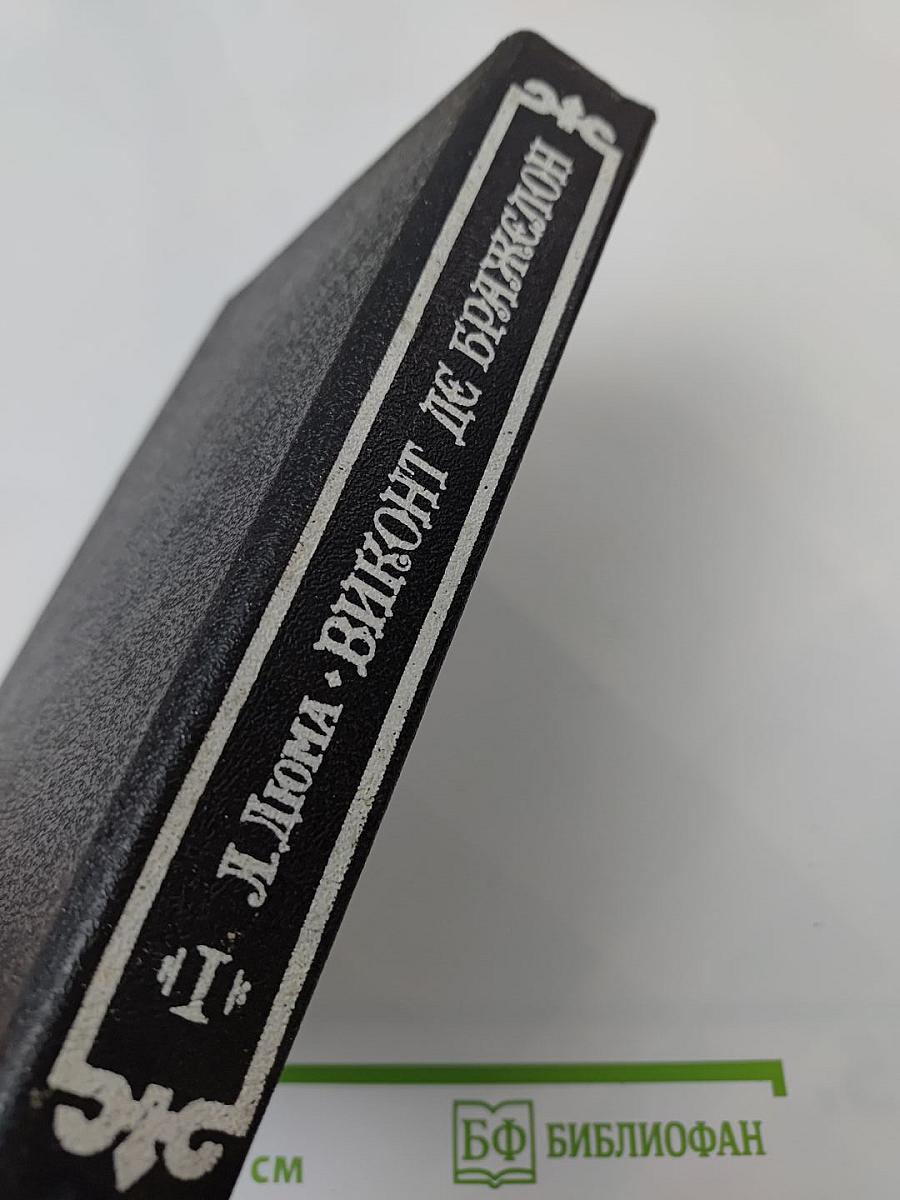 А. ДЮМА • ВИКОНТ ДЕ БРАЖЕЛОН
I
см
БФ БИБЛИОФАН